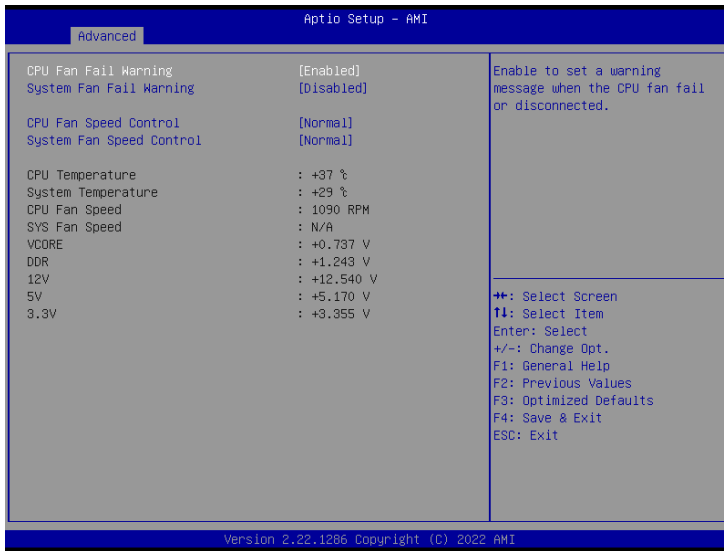 Aptio Setup – AMI
Advanced
CPU Fan Fail Warning [Enabled]
System Fan Fail Warning [Disabled]
CPU Fan Speed Control [Normal]
System Fan Speed Control [Normal]
CPU Temperature : +37 ℃
System Temperature : +29 ℃
CPU Fan Speed : 1090 RPM
SYS Fan Speed : N/A
VCORE : +0.737 V
DDR : +1.243 V
12V : +12.540 V
5V : +5.170 V
3.3V : +3.355 V
Enable to set a warning
message when the CPU fan fail
or disconnected.
→←: Select Screen
↑↓: Select Item
Enter: Select
+/-: Change Opt.
F1: General Help
F2: Previous Values
F3: Optimized Defaults
F4: Save & Exit
ESC: Exit
Version 2.22.1286 Copyright (C) 2022 AMI